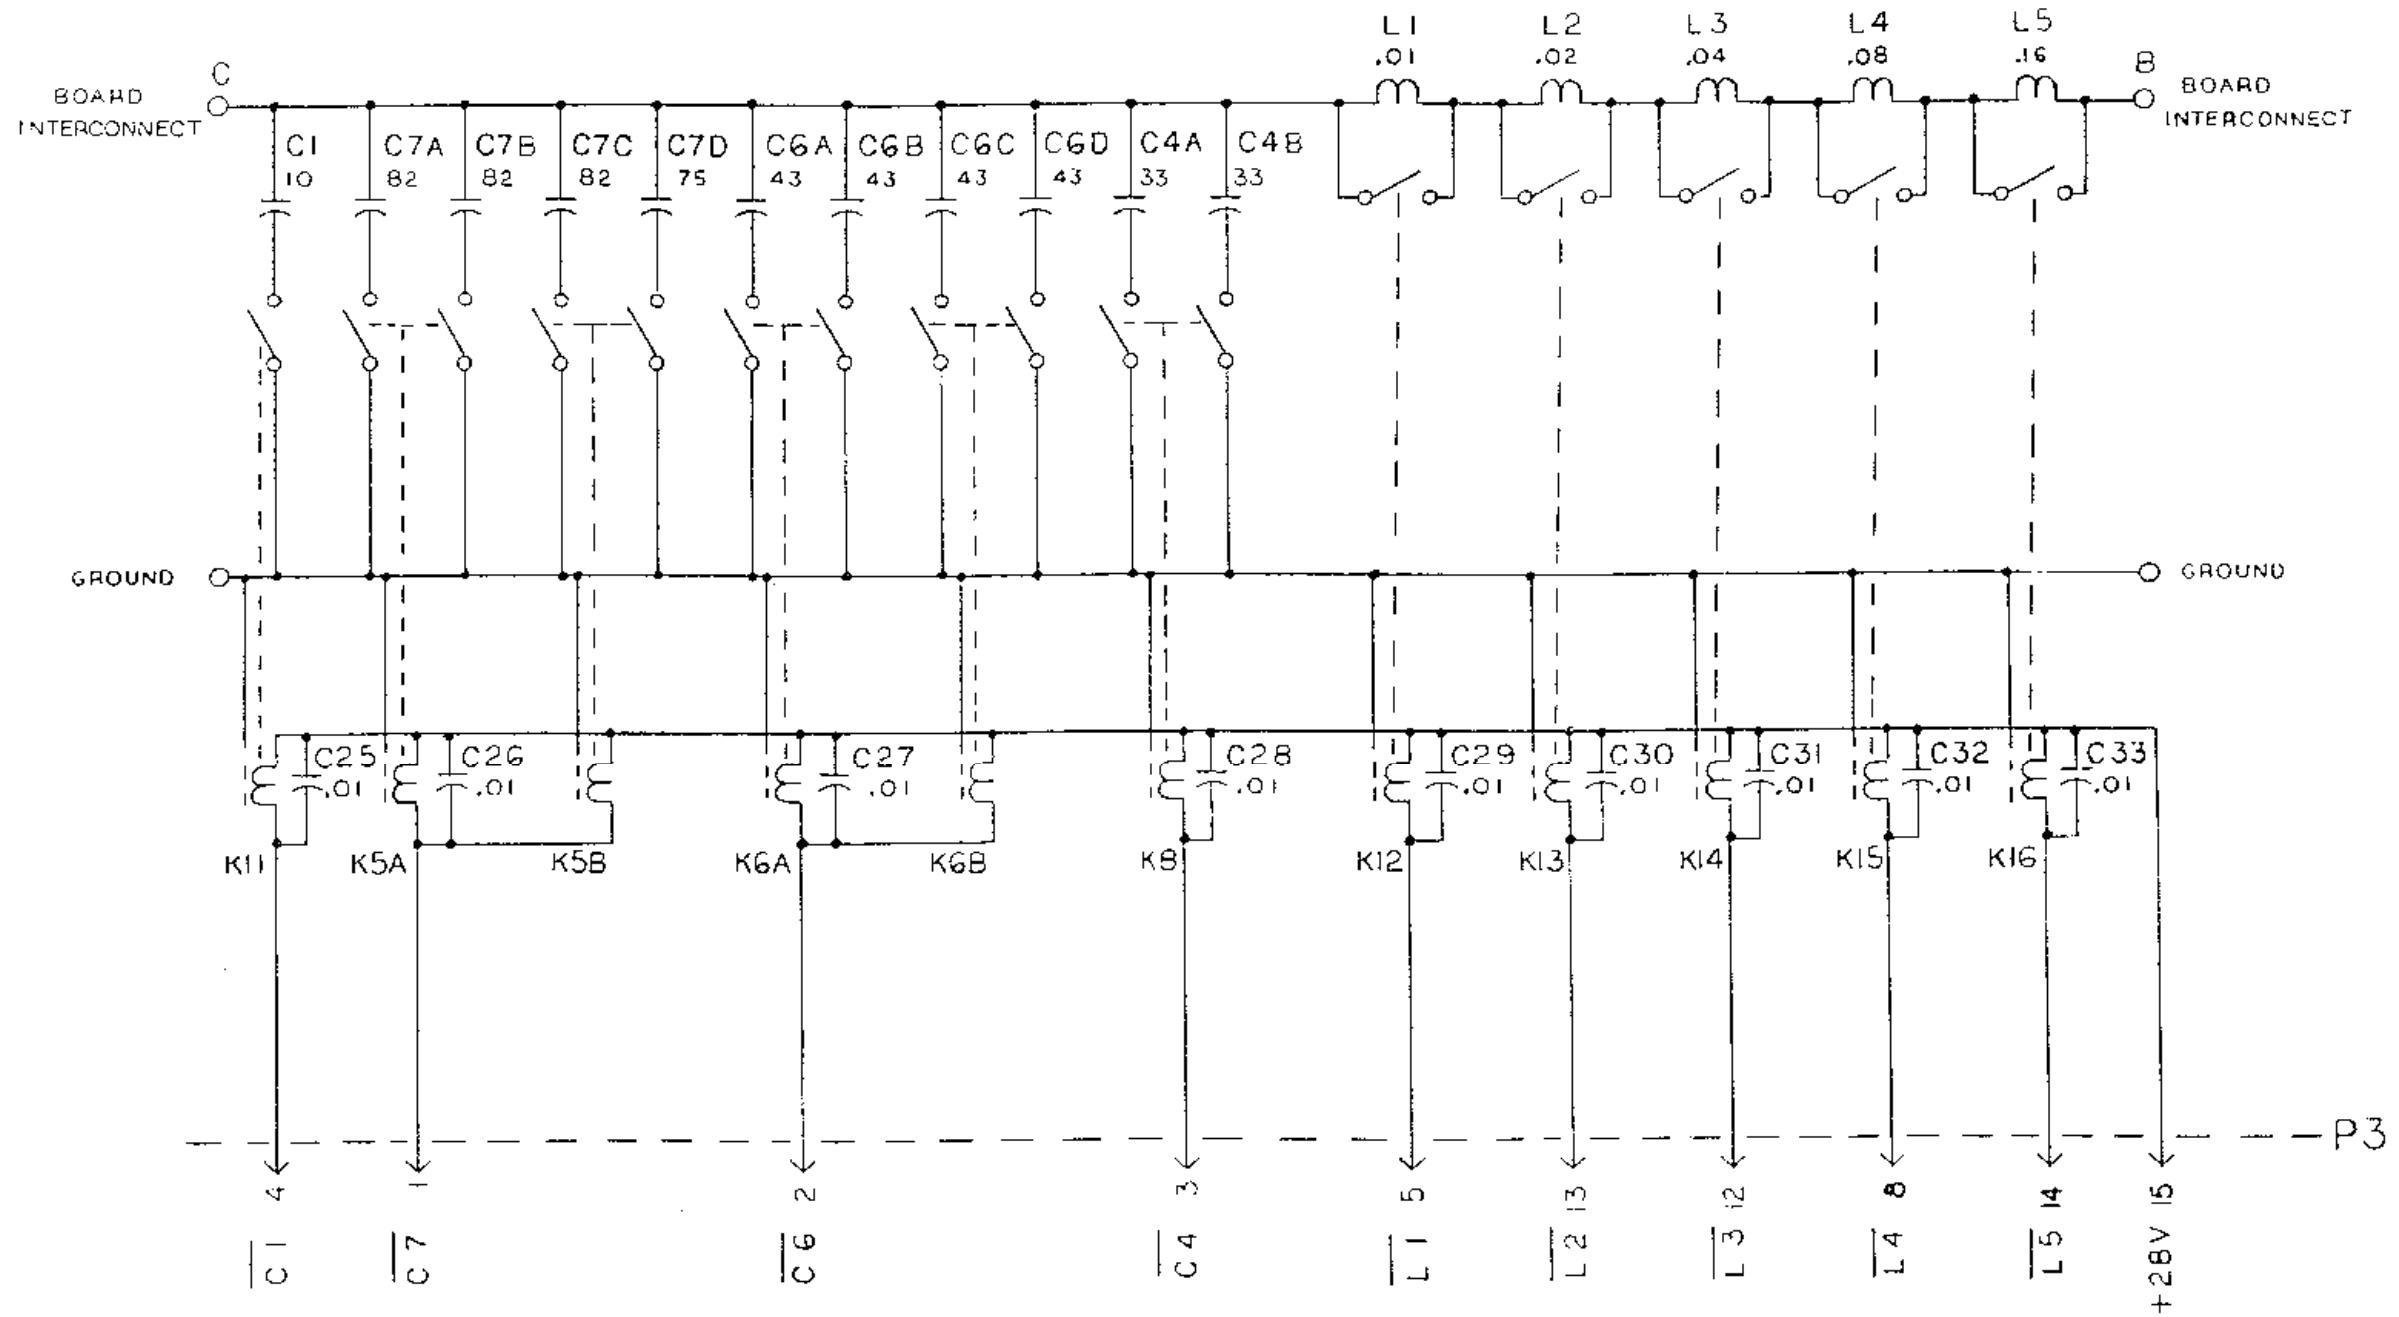 L1 L2 L3 L4 L5
.01 .02 .04 .08 .16
C B
BOARD
INTERCONNECT
BOARD
INTERCONNECT
C1 C7A C7B C7C C7D C6A C6B C6C C6D C4A C4B
10 82 82 82 75 43 43 43 43 33 33
GROUND GROUND
C25 C26 C27 C28 C29 C30 C31 C32 C33
.01 .01 .01 .01 .01 .01 .01 .01 .01
K11 K5A K5B K6A K6B K8 K12 K13 K14 K15 K16
P3
4 1 2 3 5 13 12 8 14 15
C1 C7 C6 C4 L1 L2 L3 L4 L5 +28V